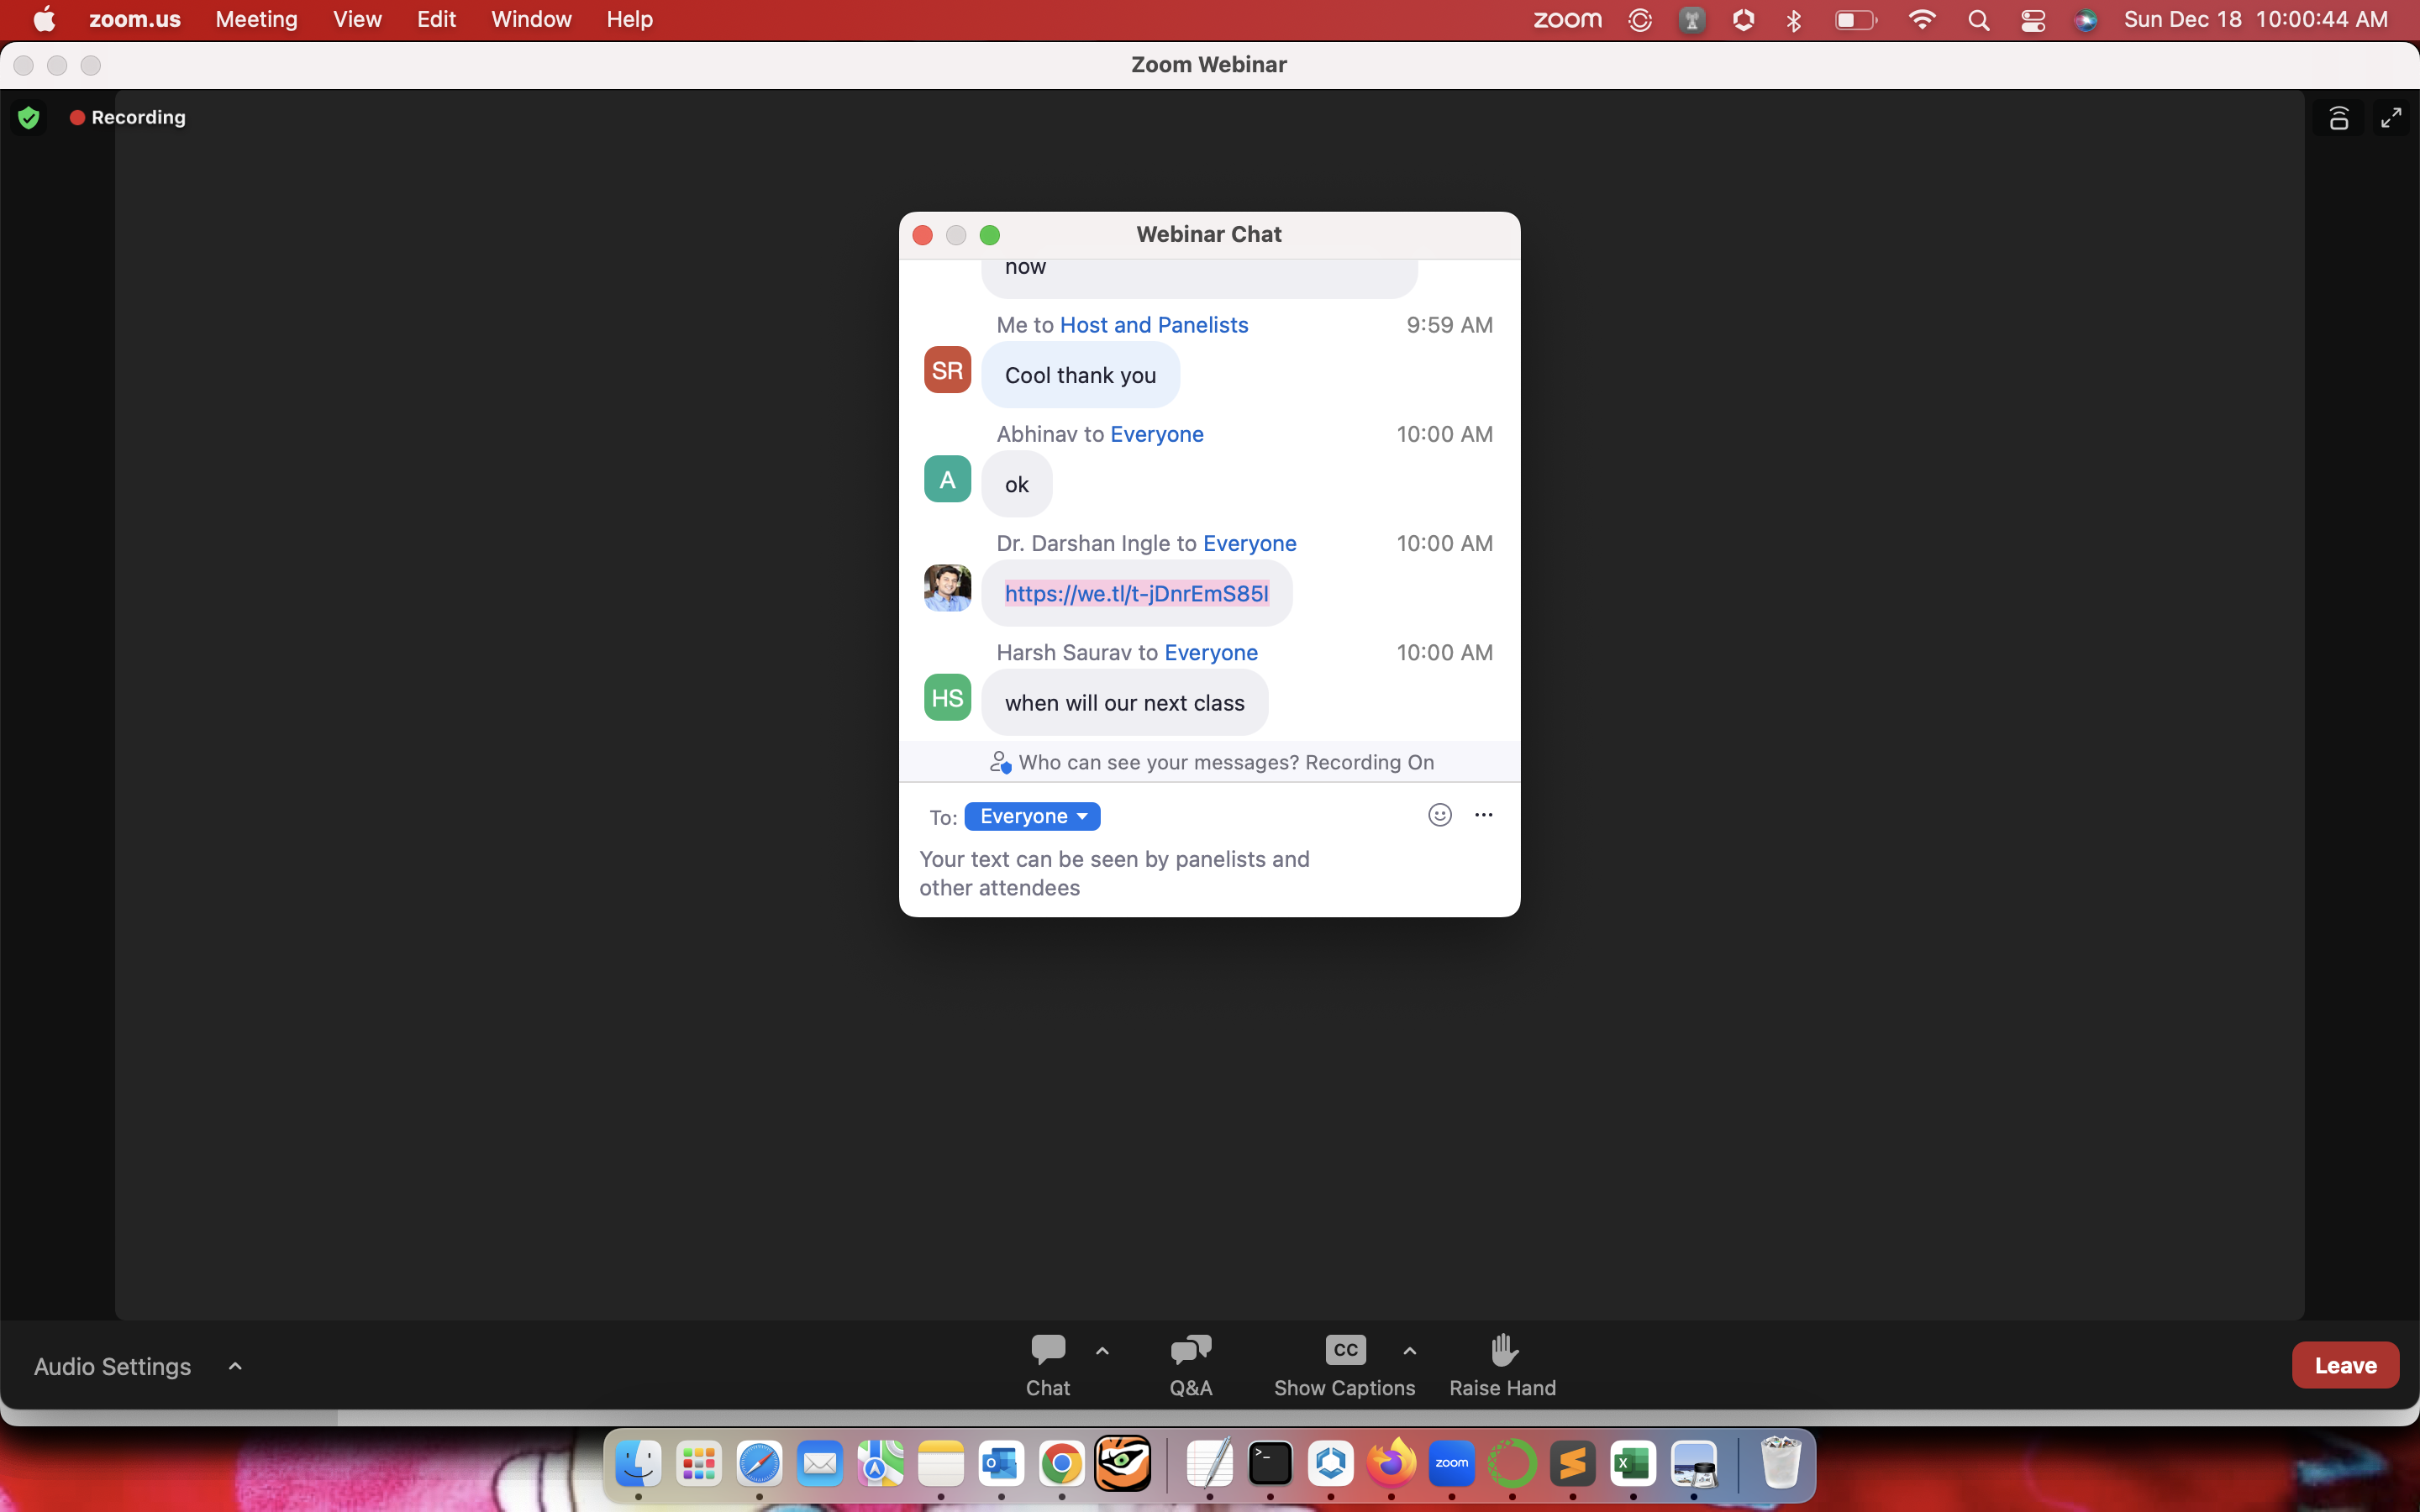 zoom.us Meeting View Edit Window Help zoom Sun Dec 18 10:00:44 AM
Zoom Webinar
Recording
Webinar Chat
now
Me to Host and Panelists 9:59 AM
SR Cool thank you
Abhinav to Everyone 10:00 AM
A ok
Dr. Darshan Ingle to Everyone 10:00 AM
https://we.tl/t-jDnrEmS85I
Harsh Saurav to Everyone 10:00 AM
HS when will our next class
Who can see your messages? Recording On
To: Everyone
Your text can be seen by panelists and
other attendees
Audio Settings
CC
Chat Q&A Show Captions Raise Hand
Leave
zoom